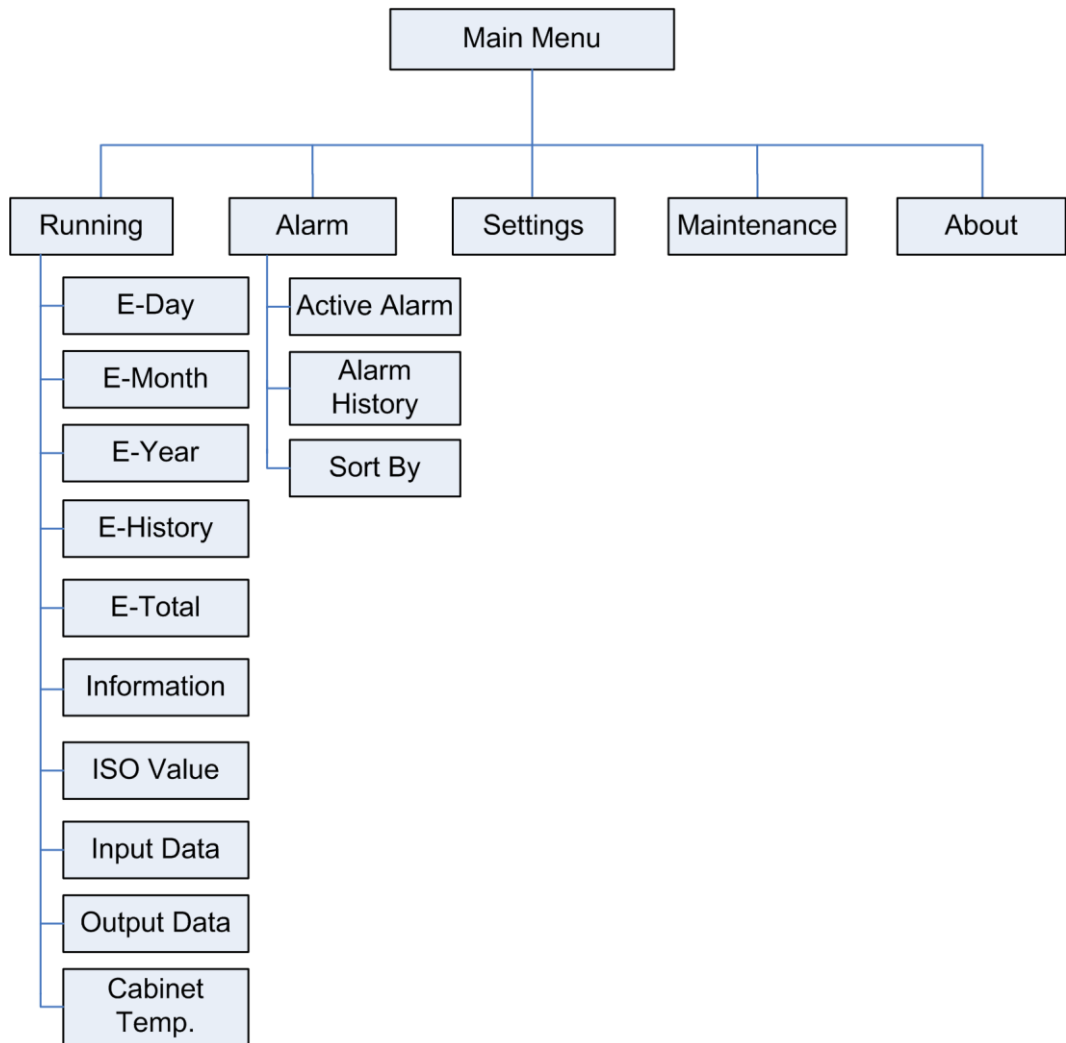 Main Menu
Running
Alarm
Settings
Maintenance
About
E-Day
E-Month
E-Year
E-History
E-Total
Information
ISO Value
Input Data
Output Data
Cabinet
Temp.
Active Alarm
Alarm
History
Sort By